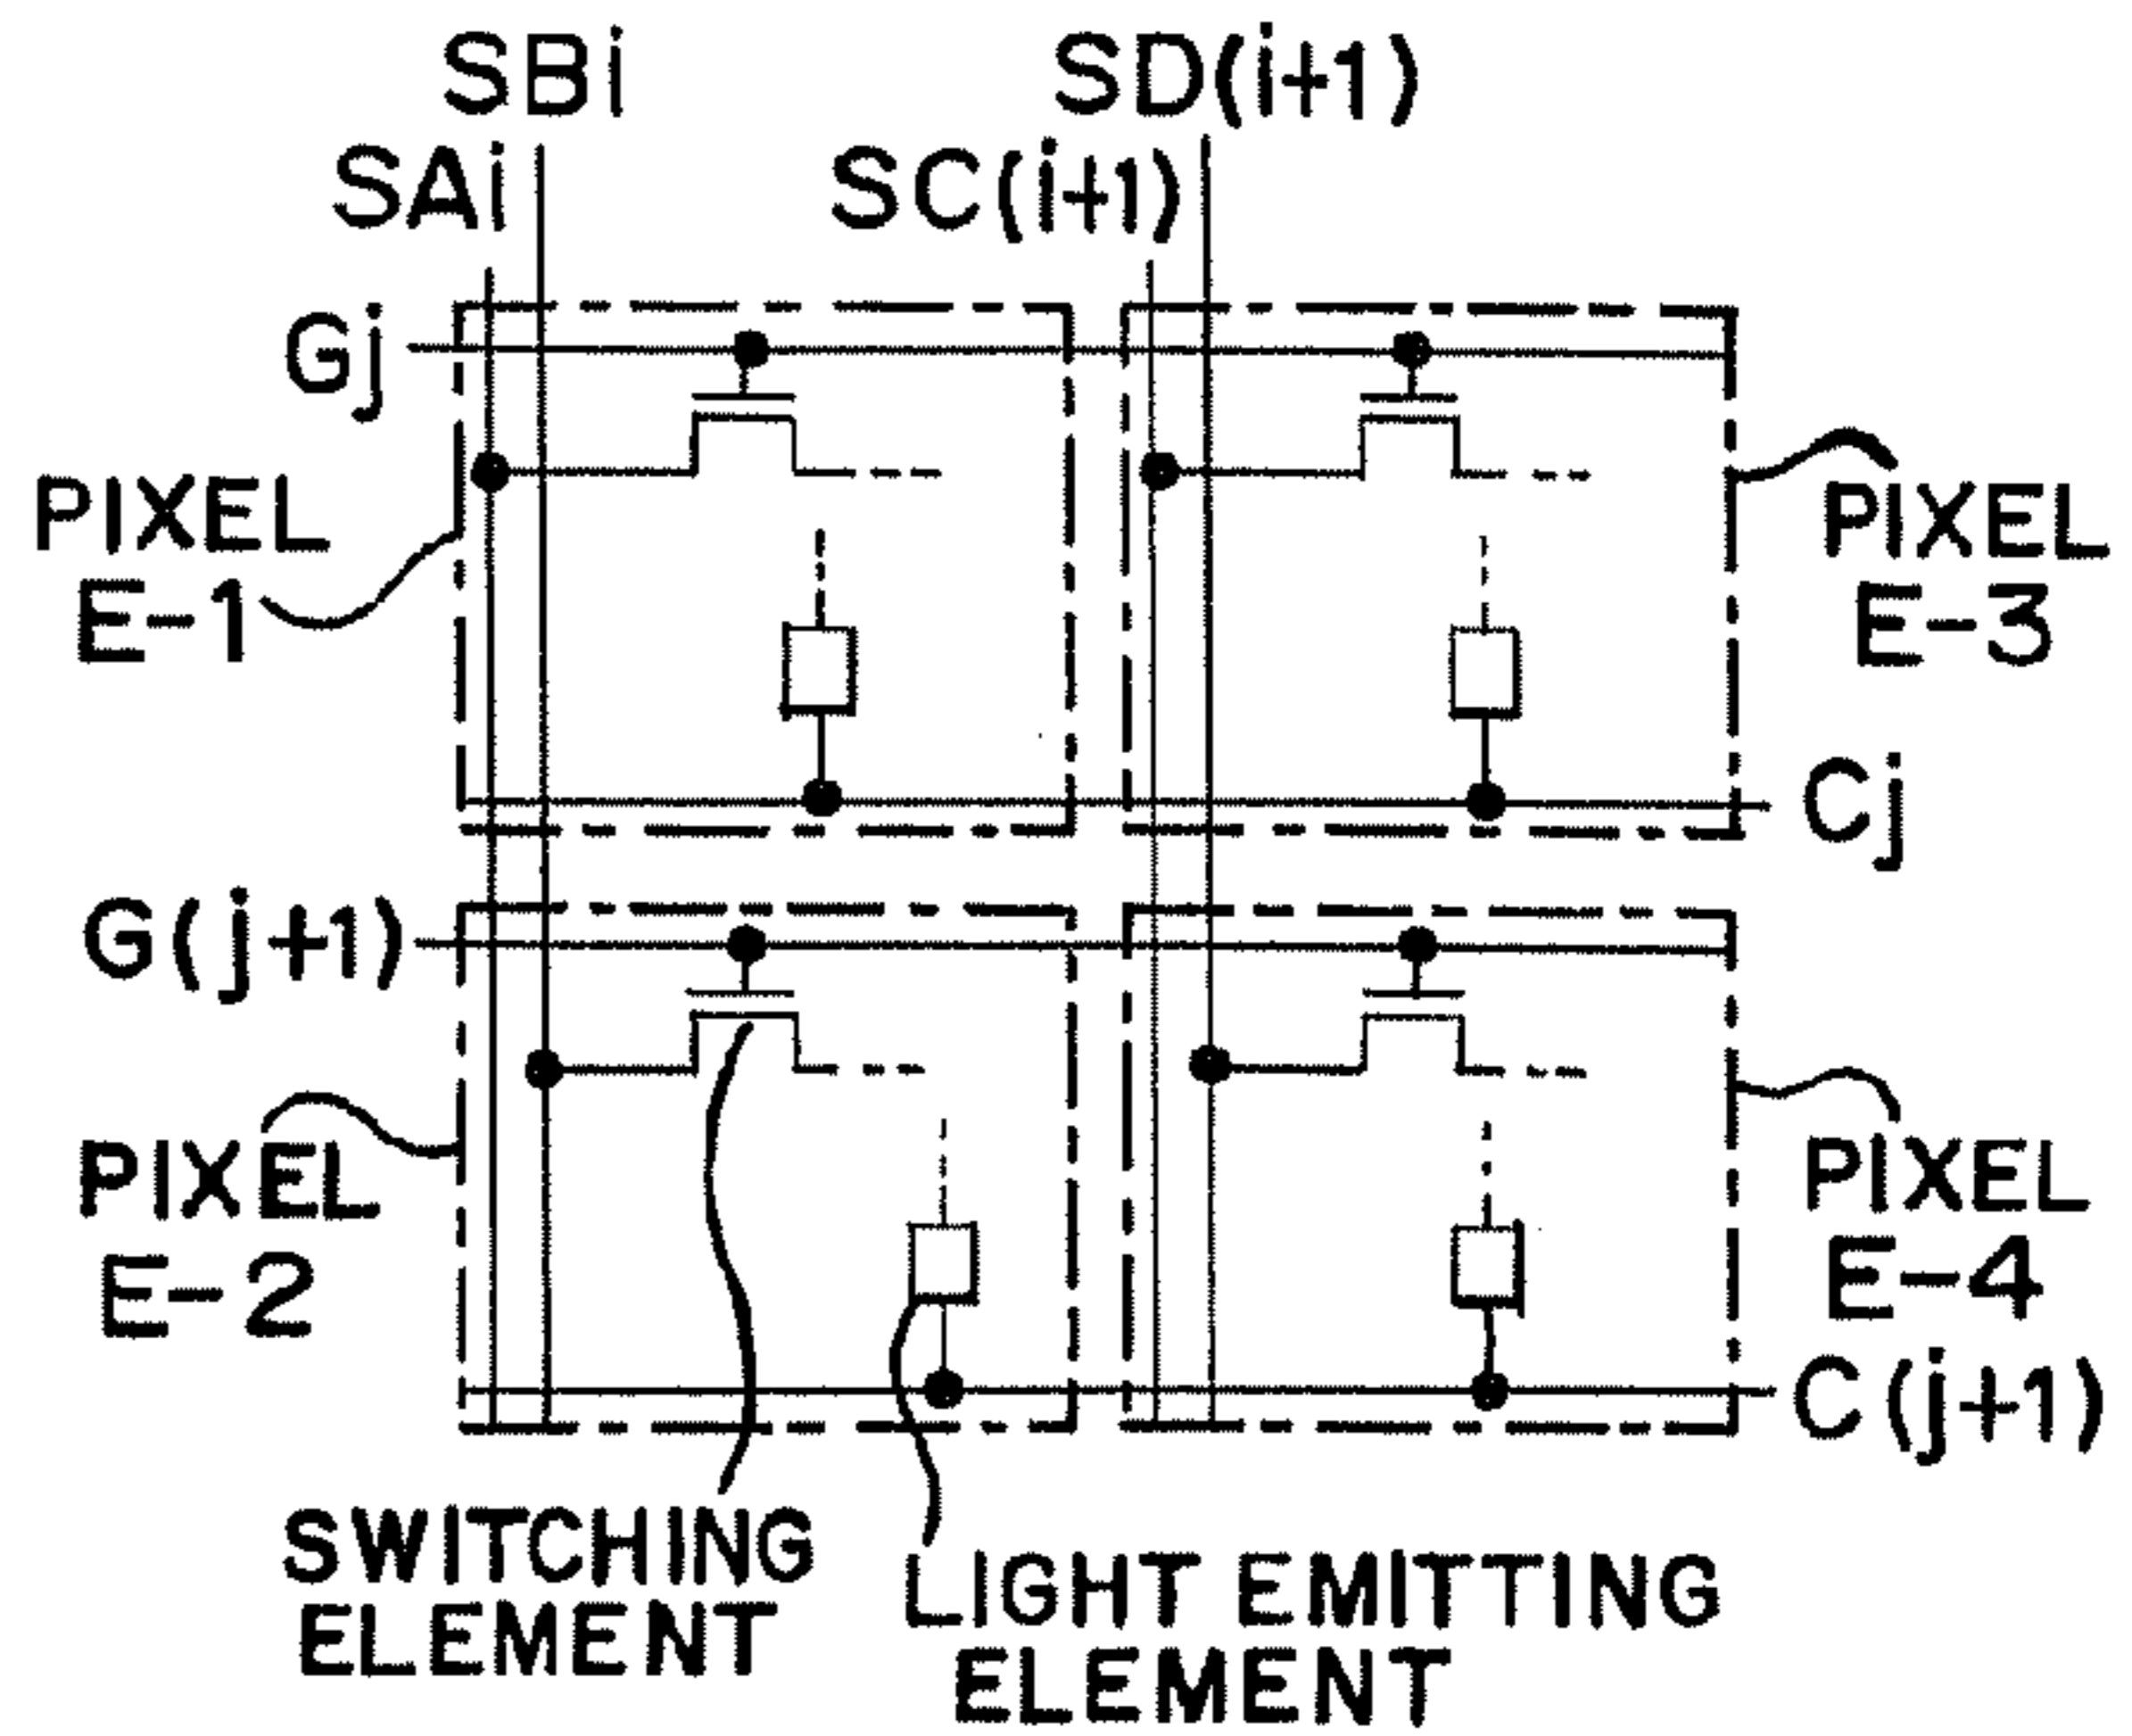 SBi
SD(i+1)
SAi
SC(i+1)
Gj
PIXEL
E-1
PIXEL
E-3
Cj
G(j+1)
PIXEL
E-2
PIXEL
E-4
C(j+1)
SWITCHING
ELEMENT
LIGHT EMITTING
ELEMENT